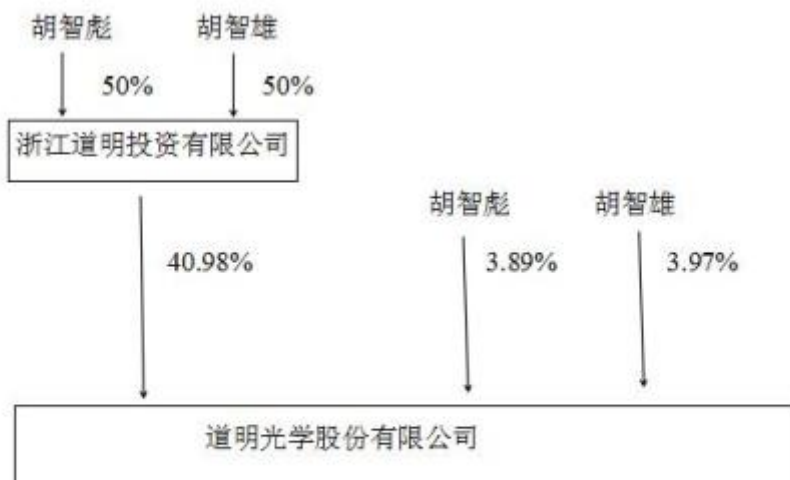 胡智彪 胡智雄
50% 50%
浙江道明投资有限公司
胡智彪 胡智雄
40.98% 3.89% 3.97%
道明光学股份有限公司